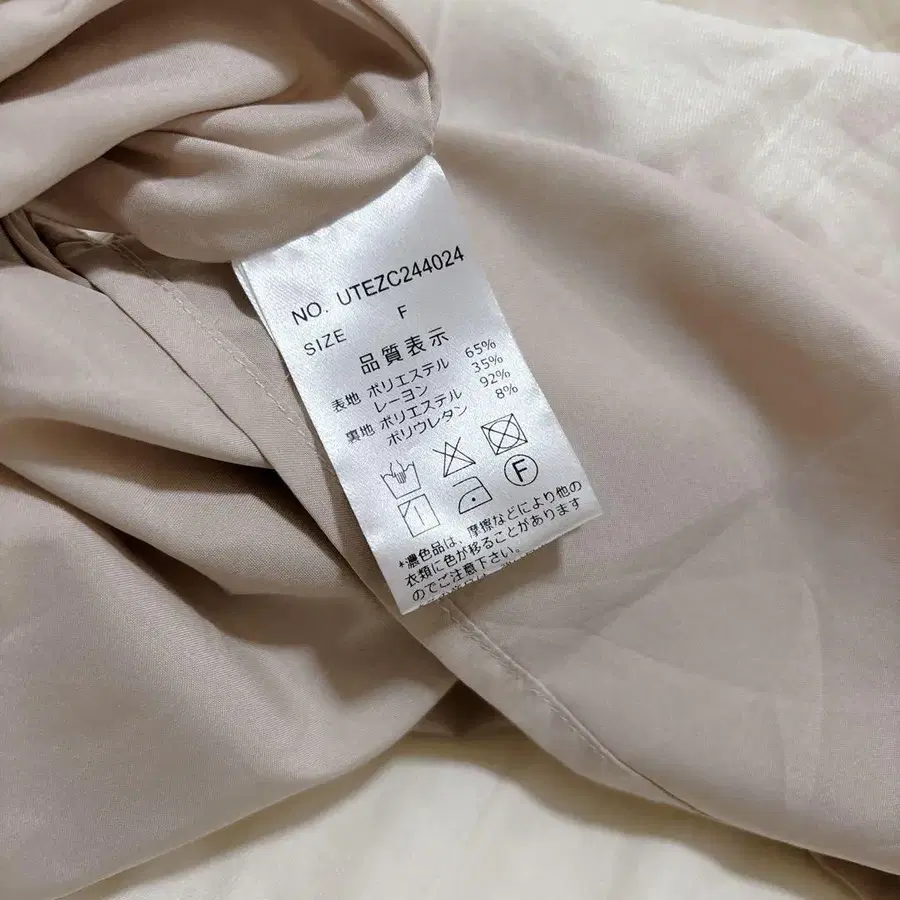 NO. UTEZC244024
SIZE F
品質表示
表地 ポリエステル 65%
レーヨン 35%
裏地 ポリエステル 92%
ポリウレタン 8%
F
*濃色品は、摩擦などにより他の
衣類に色が移ることがあります
のでご注意下さい。